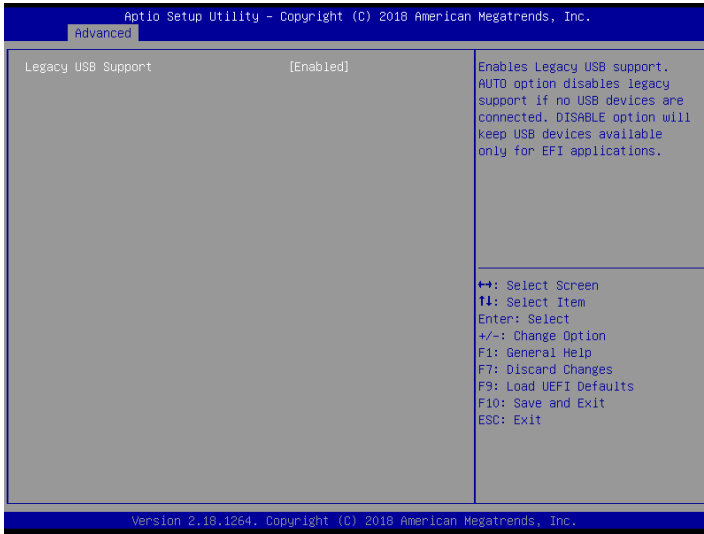 Aptio Setup Utility – Copyright (C) 2018 American Megatrends, Inc.
Advanced
Legacy USB Support [Enabled]
Enables Legacy USB support.
AUTO option disables legacy
support if no USB devices are
connected. DISABLE option will
keep USB devices available
only for EFI applications.
↔: Select Screen
↑↓: Select Item
Enter: Select
+/-: Change Option
F1: General Help
F7: Discard Changes
F9: Load UEFI Defaults
F10: Save and Exit
ESC: Exit
Version 2.18.1264. Copyright (C) 2018 American Megatrends, Inc.